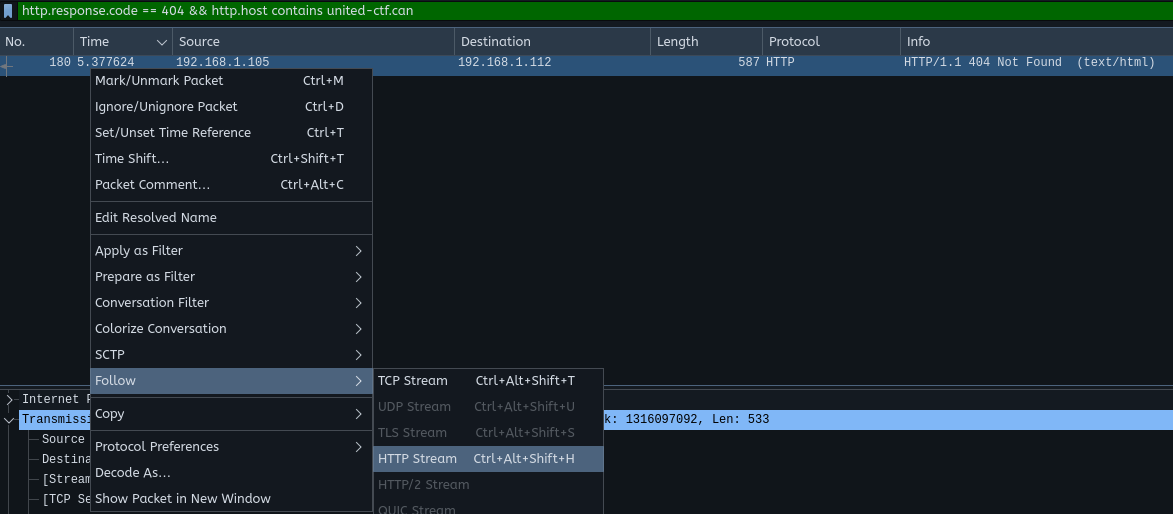 http.response.code == 404 && http.host contains united-ctf.can
No. Time Source Destination Length Protocol Info
180 5.377624 192.168.1.105 192.168.1.112 587 HTTP HTTP/1.1 404 Not Found (text/html)
Mark/Unmark Packet Ctrl+M
Ignore/Unignore Packet Ctrl+D
Set/Unset Time Reference Ctrl+T
Time Shift... Ctrl+Shift+T
Packet Comment... Ctrl+Alt+C
Edit Resolved Name
Apply as Filter
Prepare as Filter
Conversation Filter
Colorize Conversation
SCTP
Follow
TCP Stream Ctrl+Alt+Shift+T
UDP Stream Ctrl+Alt+Shift+U
TLS Stream Ctrl+Alt+Shift+S
HTTP Stream Ctrl+Alt+Shift+H
HTTP/2 Stream
QUIC Stream
Copy
Protocol Preferences
Decode As...
Show Packet in New Window
Internet P
Transmissi k: 1316097092, Len: 533
Source
Destina
[Stream
[TCP Se